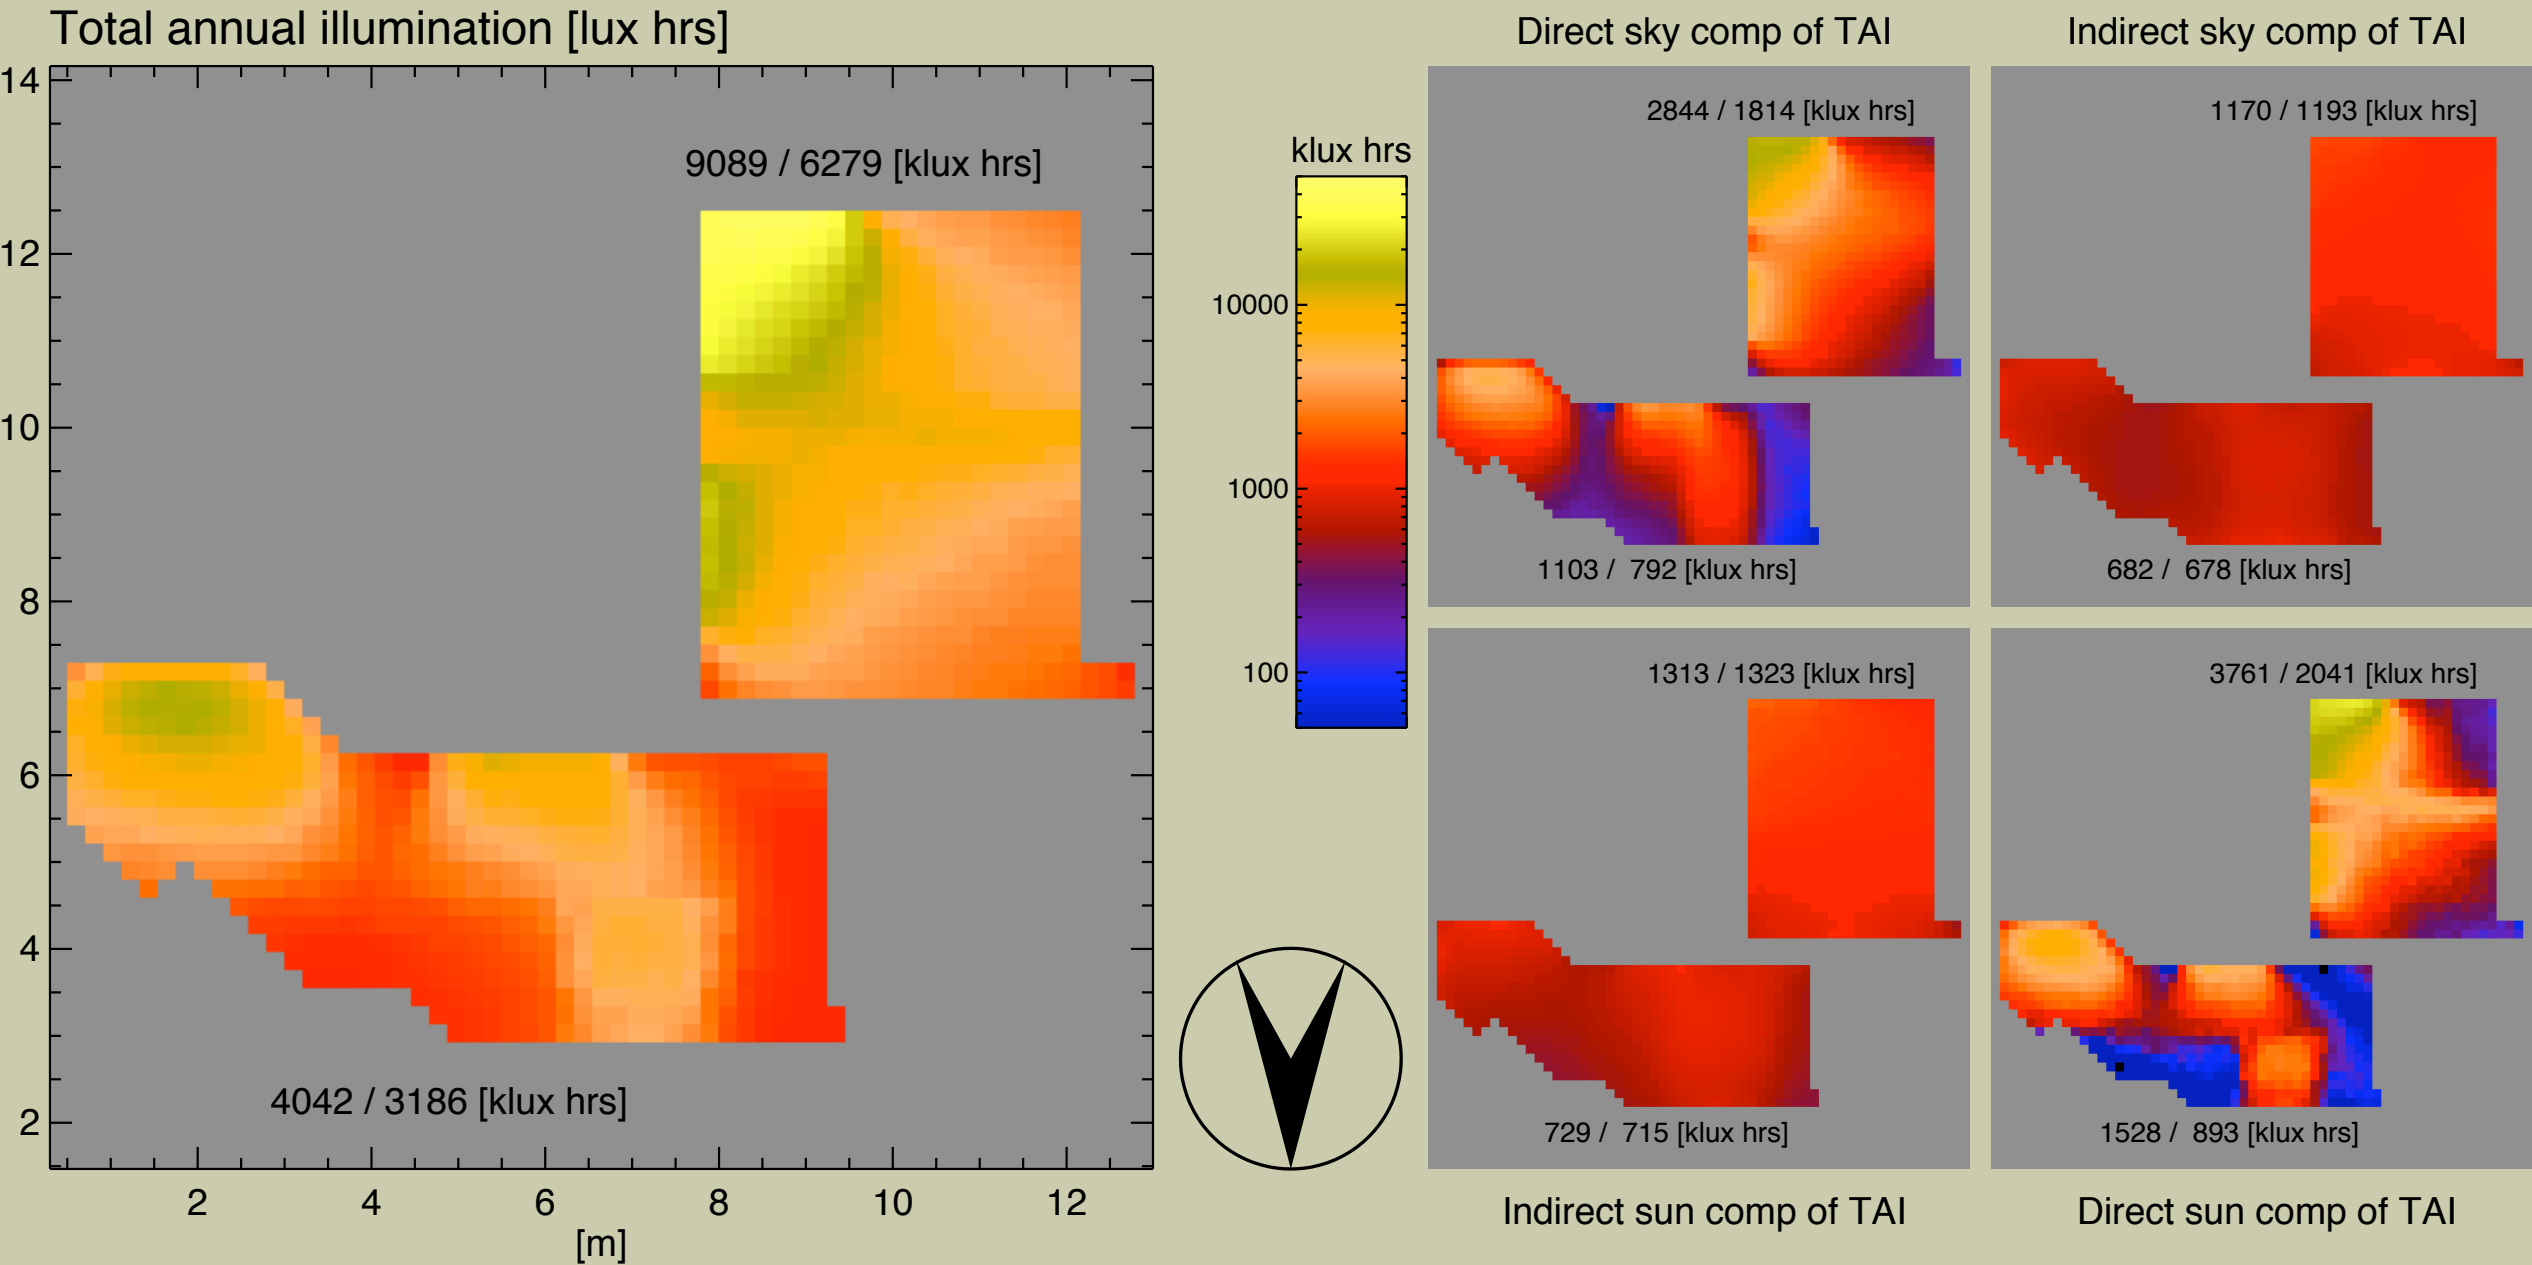 Total annual illumination [lux hrs]
Direct sky comp of TAI
Indirect sky comp of TAI
14
12
10
8
6
4
2
9089 / 6279 [klux hrs]
4042 / 3186 [klux hrs]
2 4 6 8 10 12
[m]
klux hrs
10000
1000
100
2844 / 1814 [klux hrs]
1103 / 792 [klux hrs]
1170 / 1193 [klux hrs]
682 / 678 [klux hrs]
1313 / 1323 [klux hrs]
729 / 715 [klux hrs]
3761 / 2041 [klux hrs]
1528 / 893 [klux hrs]
Indirect sun comp of TAI
Direct sun comp of TAI